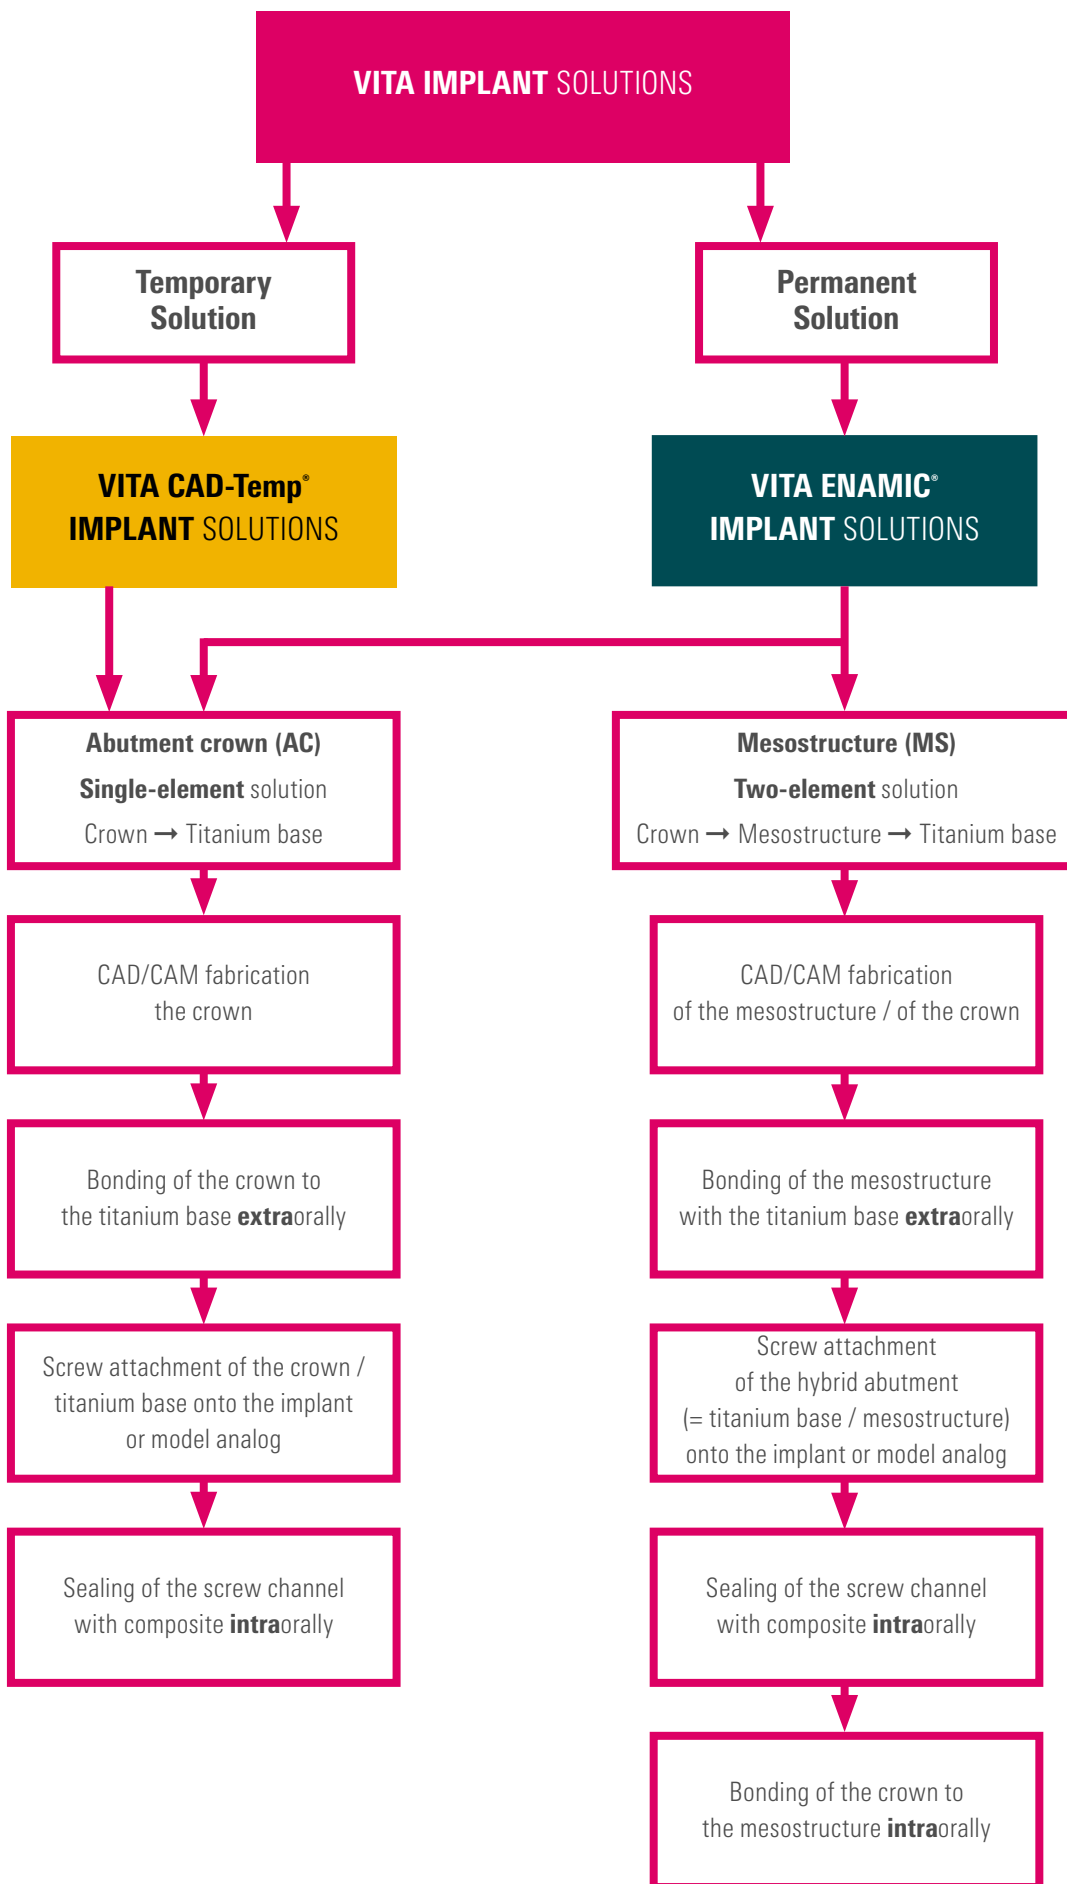 VITA IMPLANT SOLUTIONS
Temporary
Solution
Permanent
Solution
VITA CAD-Temp®
IMPLANT SOLUTIONS
VITA ENAMIC®
IMPLANT SOLUTIONS
Abutment crown (AC)
Single-element solution
Crown → Titanium base
Mesostructure (MS)
Two-element solution
Crown → Mesostructure → Titanium base
CAD/CAM fabrication
the crown
CAD/CAM fabrication
of the mesostructure / of the crown
Bonding of the crown to
the titanium base extraorally
Bonding of the mesostructure
with the titanium base extraorally
Screw attachment of the crown /
titanium base onto the implant
or model analog
Screw attachment
of the hybrid abutment
(= titanium base / mesostructure)
onto the implant or model analog
Sealing of the screw channel
with composite intraorally
Sealing of the screw channel
with composite intraorally
Bonding of the crown to
the mesostructure intraorally